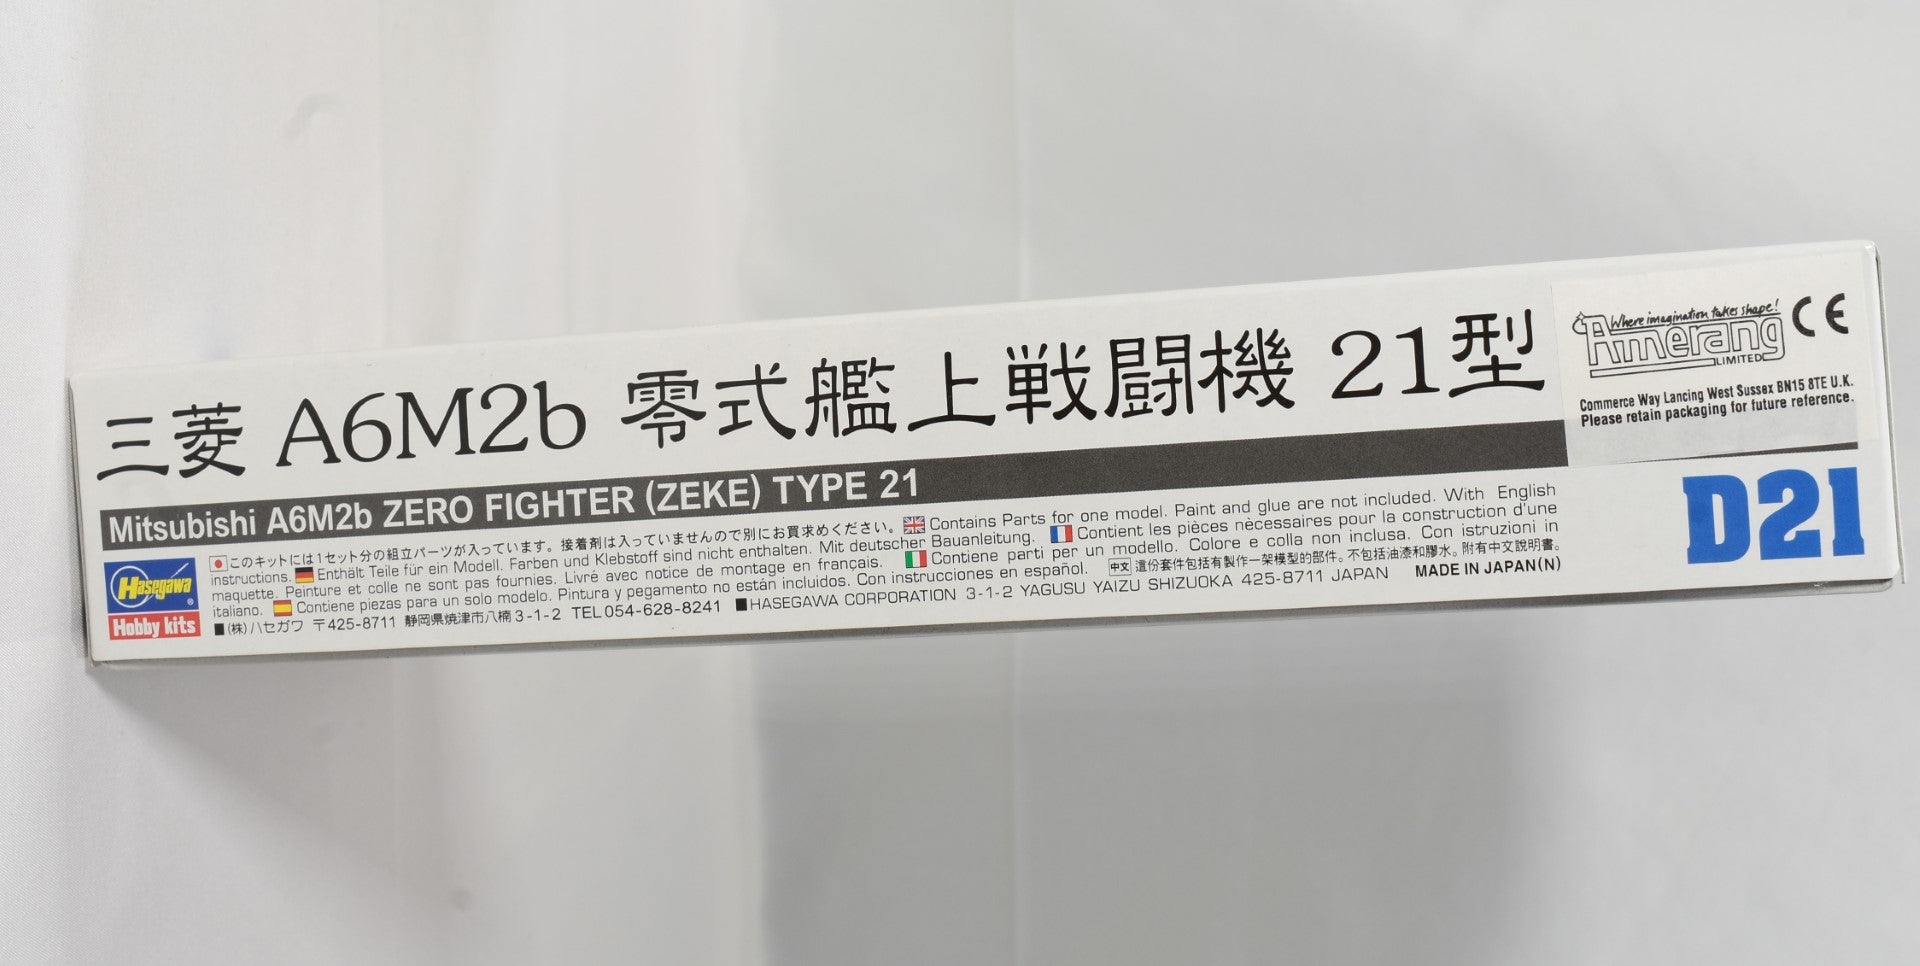 三菱 A6M2b 零式艦上戦闘機 21型
Mitsubishi A6M2b ZERO FIGHTER (ZEKE) TYPE 21
Where imagination takes shape!
Amerang
LIMITED
CE
Commerce Way Lancing West Sussex BN15 8TE U.K.
Please retain packaging for future reference.
Hasegawa®
Hobby kits
このキットには1セット分の組立パーツが入っています。接着剤は入っていませんので別にお買求めください。 Contains Parts for one model. Paint and glue are not included. With English
instructions. Enthält Teile für ein Modell. Farben und Klebstoff sind nicht enthalten. Mit deutscher Bauanleitung. Contient les pièces nècessaires pour la construction d'une
maquette. Peinture et colle ne sont pas fournies. Livré avec notice de montage en français. Contiene parti per un modello. Colore e colla non inclusa. Con istruzioni in
italiano. Contiene piezas para un solo modelo. Pintura y pegamento no están incluidos. Con instrucciones en español. 中文 這份套件包括有製作一架模型的部件。不包括油漆和膠水。附有中文說明書。
■(株)ハセガワ 〒425-8711 静岡県焼津市八楠3-1-2 TEL 054-628-8241 ■HASEGAWA CORPORATION 3-1-2 YAGUSU YAIZU SHIZUOKA 425-8711 JAPAN MADE IN JAPAN(N)
D21